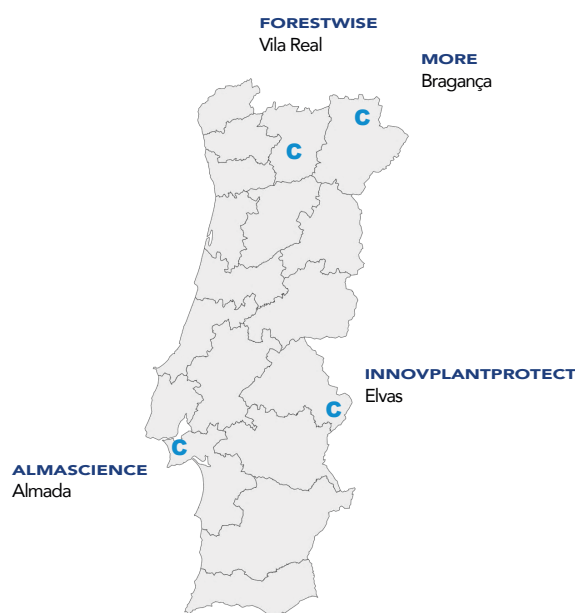 FORESTWISE
Vila Real
MORE
Bragança
C
C
INNOVPLANTPROTECT
Elvas
C
C
ALMASCIENCE
Almada